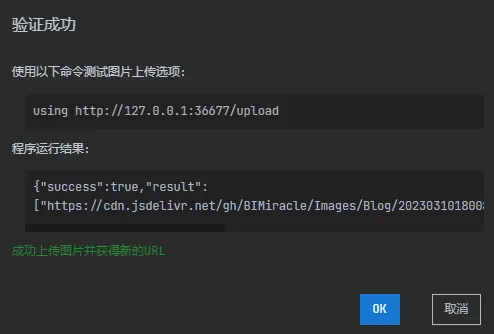 验证成功
使用以下命令测试图片上传选项:
using http://127.0.0.1:36677/upload
程序运行结果:
{"success":true,"result":
["https://cdn.jsdelivr.net/gh/BIMiracle/Images/Blog/202303101800
成功上传图片并获得新的URL
OK
取消